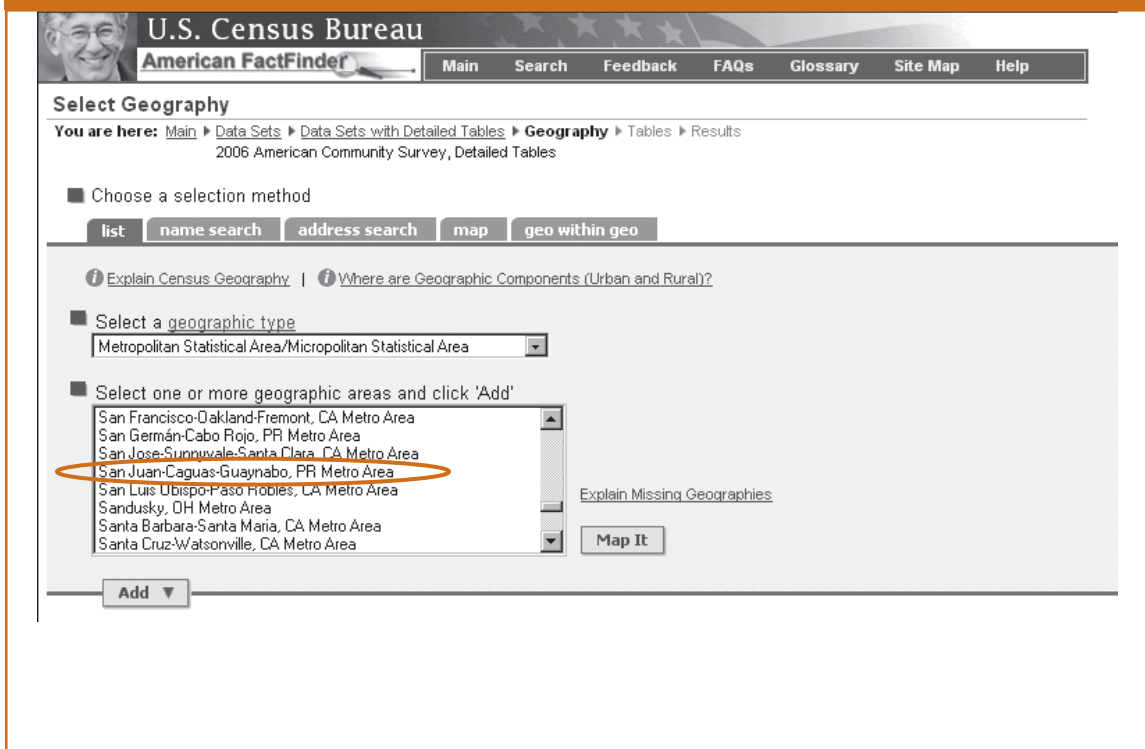 U.S. Census Bureau
American FactFinder
Main Search Feedback FAQs Glossary Site Map Help
Select Geography
You are here: Main ▶ Data Sets ▶ Data Sets with Detailed Tables ▶ Geography ▶ Tables ▶ Results
2006 American Community Survey, Detailed Tables
Choose a selection method
list name search address search map geo within geo
Explain Census Geography | Where are Geographic Components (Urban and Rural)?
Select a geographic type
Metropolitan Statistical Area/Micropolitan Statistical Area
Select one or more geographic areas and click 'Add'
San Francisco-Oakland-Fremont, CA Metro Area
San Germán-Cabo Rojo, PR Metro Area
San Jose-Sunnyvale-Santa Clara, CA Metro Area
San Juan-Caguas-Guaynabo, PR Metro Area
San Luis Obispo-Paso Robles, CA Metro Area
Sandusky, OH Metro Area
Santa Barbara-Santa Maria, CA Metro Area
Santa Cruz-Watsonville, CA Metro Area
Explain Missing Geographies
Map It
Add ▼